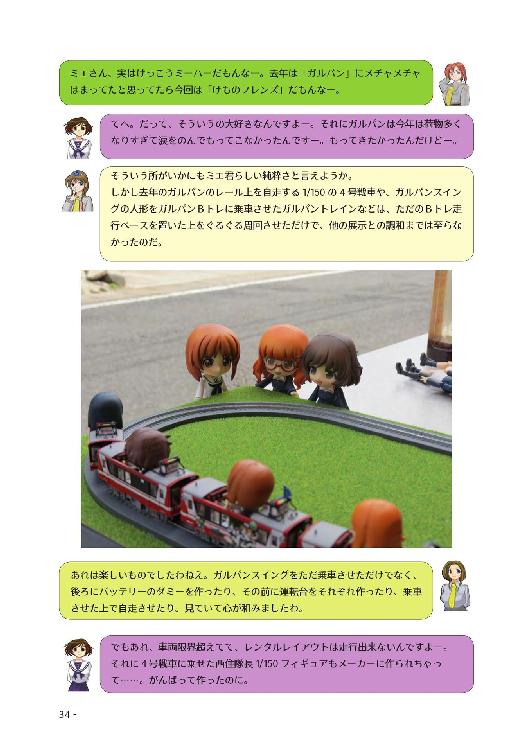 ミエさん、実はけっこうミーハーだもんなー。去年は「ガルパン」にメチャメチャ
はまってたと思ってたら今回は「けものフレンズ」だもんなー。
てへ。だって、そういうの大好きなんですよー。それにガルパンは今年は荷物多く
なりすぎて涙をのんでもってこなかったんですー。もってきたかったんだけどー。
そういう所がいかにもミエ君らしい純粋さと言えようか。
しかし去年のガルパンのレール上を自走する 1/150 の 4 号戦車や、ガルパンスイン
グの人形をガルパンBトレに乗車させたガルパントレインなどは、ただのBトレ走
行ベースを置いた上をぐるぐる周回させただけで、他の展示との調和までは至らな
かったのだ。
あれは楽しいものでしたわねえ。ガルパンスイングをただ乗車させただけでなく、
後ろにバッテリーのダミーを作ったり、その前に運転台をそれぞれ作ったり、乗車
させた上で自走させたり、見ていて心が和みましたわ。
でもあれ、車両限界超えてて、レンタルレイアウトは走行出来ないんですよー。
それに 4 号戦車に乗せた西住隊長 1/150 フィギュアもメーカーに作られちゃっ
て……。がんばって作ったのに。
34 -